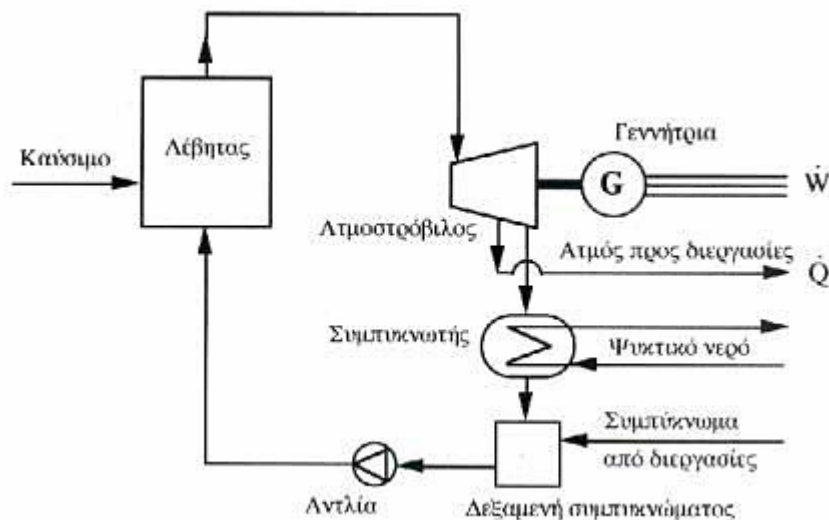 Καύσιμο
Λέβητας
Γεννήτρια
G
Ẇ
Ατμοστρόβιλος
Ατμός προς διεργασίες
Q̇
Συμπυκνωτής
Ψυκτικό νερό
Συμπύκνωμα
από διεργασίες
Αντλία
Δεξαμενή συμπυκνώματος